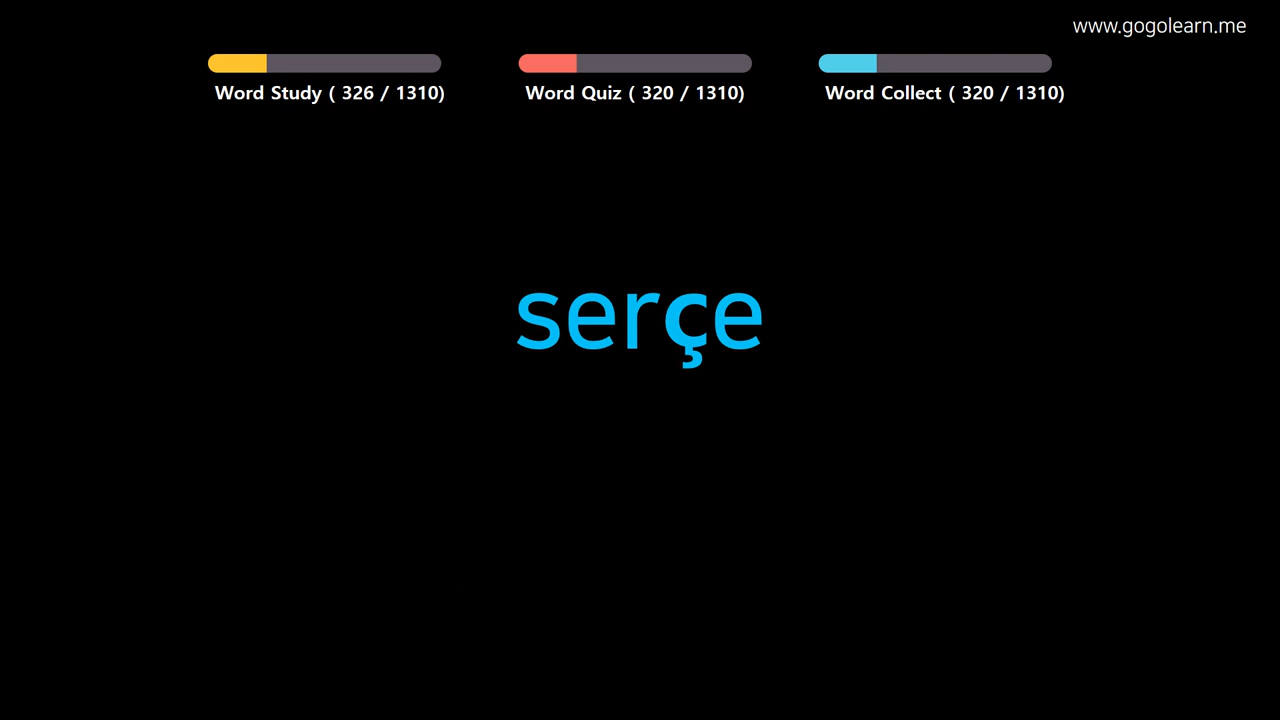 www.gogolearn.me
Word Study ( 326 / 1310)
Word Quiz ( 320 / 1310)
Word Collect ( 320 / 1310)
serçe